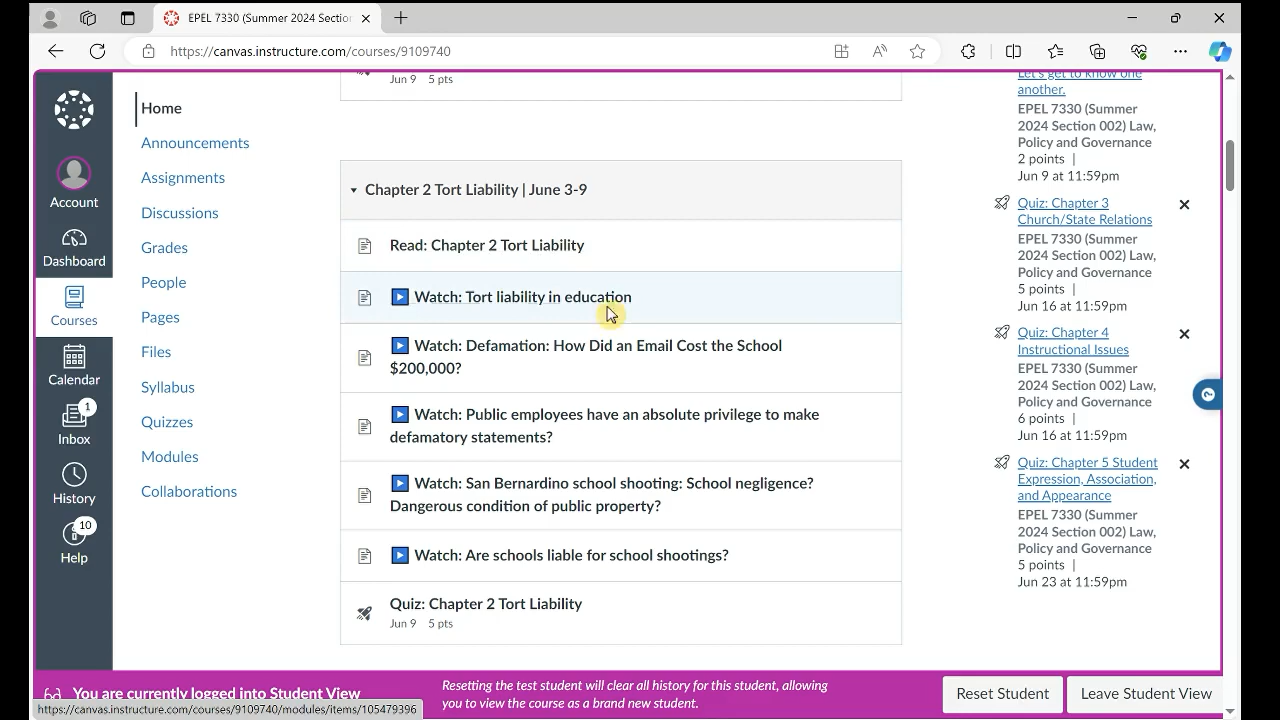 EPEL 7330 (Summer 2024 Sectio
https://canvas.instructure.com/courses/9109740
Account
Dashboard
Courses
Calendar
1
Inbox
History
10
Help
Home
Announcements
Assignments
Discussions
Grades
People
Pages
Files
Syllabus
Quizzes
Modules
Collaborations
Jun 9 5 pts
Chapter 2 Tort Liability | June 3-9
Read: Chapter 2 Tort Liability
Watch: Tort liability in education
Watch: Defamation: How Did an Email Cost the School
$200,000?
Watch: Public employees have an absolute privilege to make
defamatory statements?
Watch: San Bernardino school shooting: School negligence?
Dangerous condition of public property?
Watch: Are schools liable for school shootings?
Quiz: Chapter 2 Tort Liability
Jun 9 5 pts
Let's get to know one
another.
EPEL 7330 (Summer
2024 Section 002) Law,
Policy and Governance
2 points |
Jun 9 at 11:59pm
Quiz: Chapter 3
Church/State Relations
EPEL 7330 (Summer
2024 Section 002) Law,
Policy and Governance
5 points |
Jun 16 at 11:59pm
Quiz: Chapter 4
Instructional Issues
EPEL 7330 (Summer
2024 Section 002) Law,
Policy and Governance
6 points |
Jun 16 at 11:59pm
Quiz: Chapter 5 Student
Expression, Association,
and Appearance
EPEL 7330 (Summer
2024 Section 002) Law,
Policy and Governance
5 points |
Jun 23 at 11:59pm
You are currently logged into Student View
Resetting the test student will clear all history for this student, allowing
you to view the course as a brand new student.
Reset Student
Leave Student View
https://canvas.instructure.com/courses/9109740/modules/items/105479396